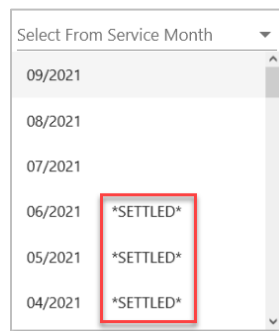 Select From Service Month
09/2021
08/2021
07/2021
06/2021 *SETTLED*
05/2021 *SETTLED*
04/2021 *SETTLED*